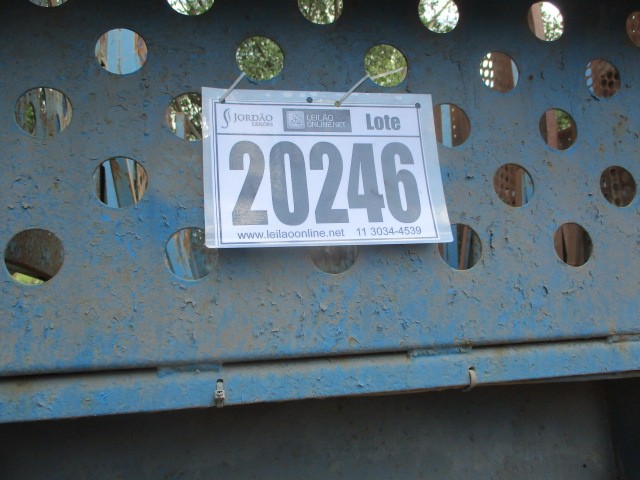 JORDÃO LEILÕES LEILÃO ONLINE.NET Lote
20246
www.leilaoonline.net 11 3034-4539